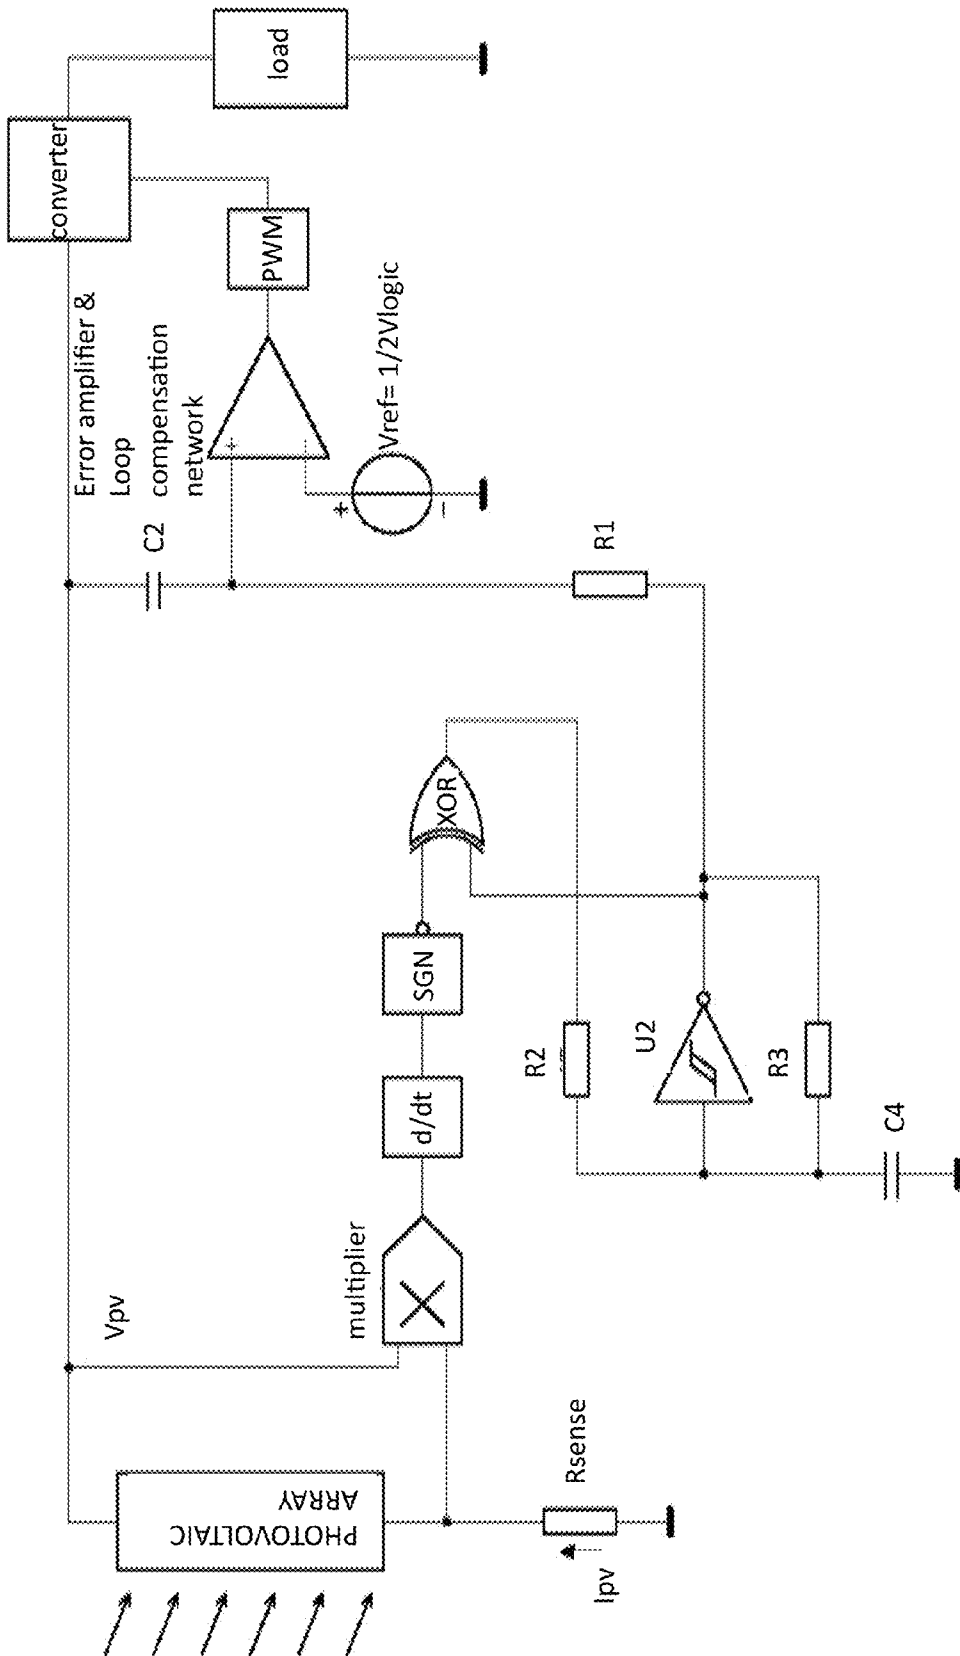 PHOTOVOLTAIC
ARRAY
Ipv
Rsense
Vpv
multiplier
X
d/dt
SGN
XOR
R2
U2
R3
C4
R1
C2
Error amplifier &
Loop
compensation
network
+
-
+
-
Vref= 1/2Vlogic
PWM
converter
load